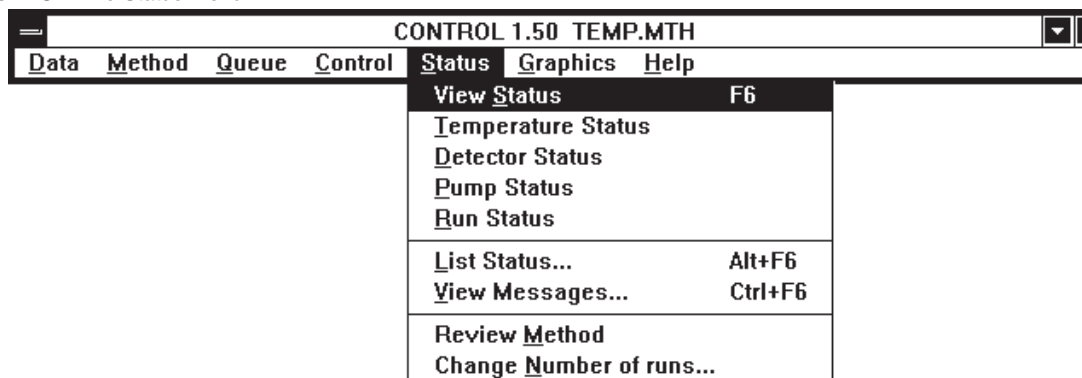 CONTROL 1.50 TEMP.MTH
Data Method Queue Control Status Graphics Help
View Status F6
Temperature Status
Detector Status
Pump Status
Run Status
List Status... Alt+F6
View Messages... Ctrl+F6
Review Method
Change Number of runs...